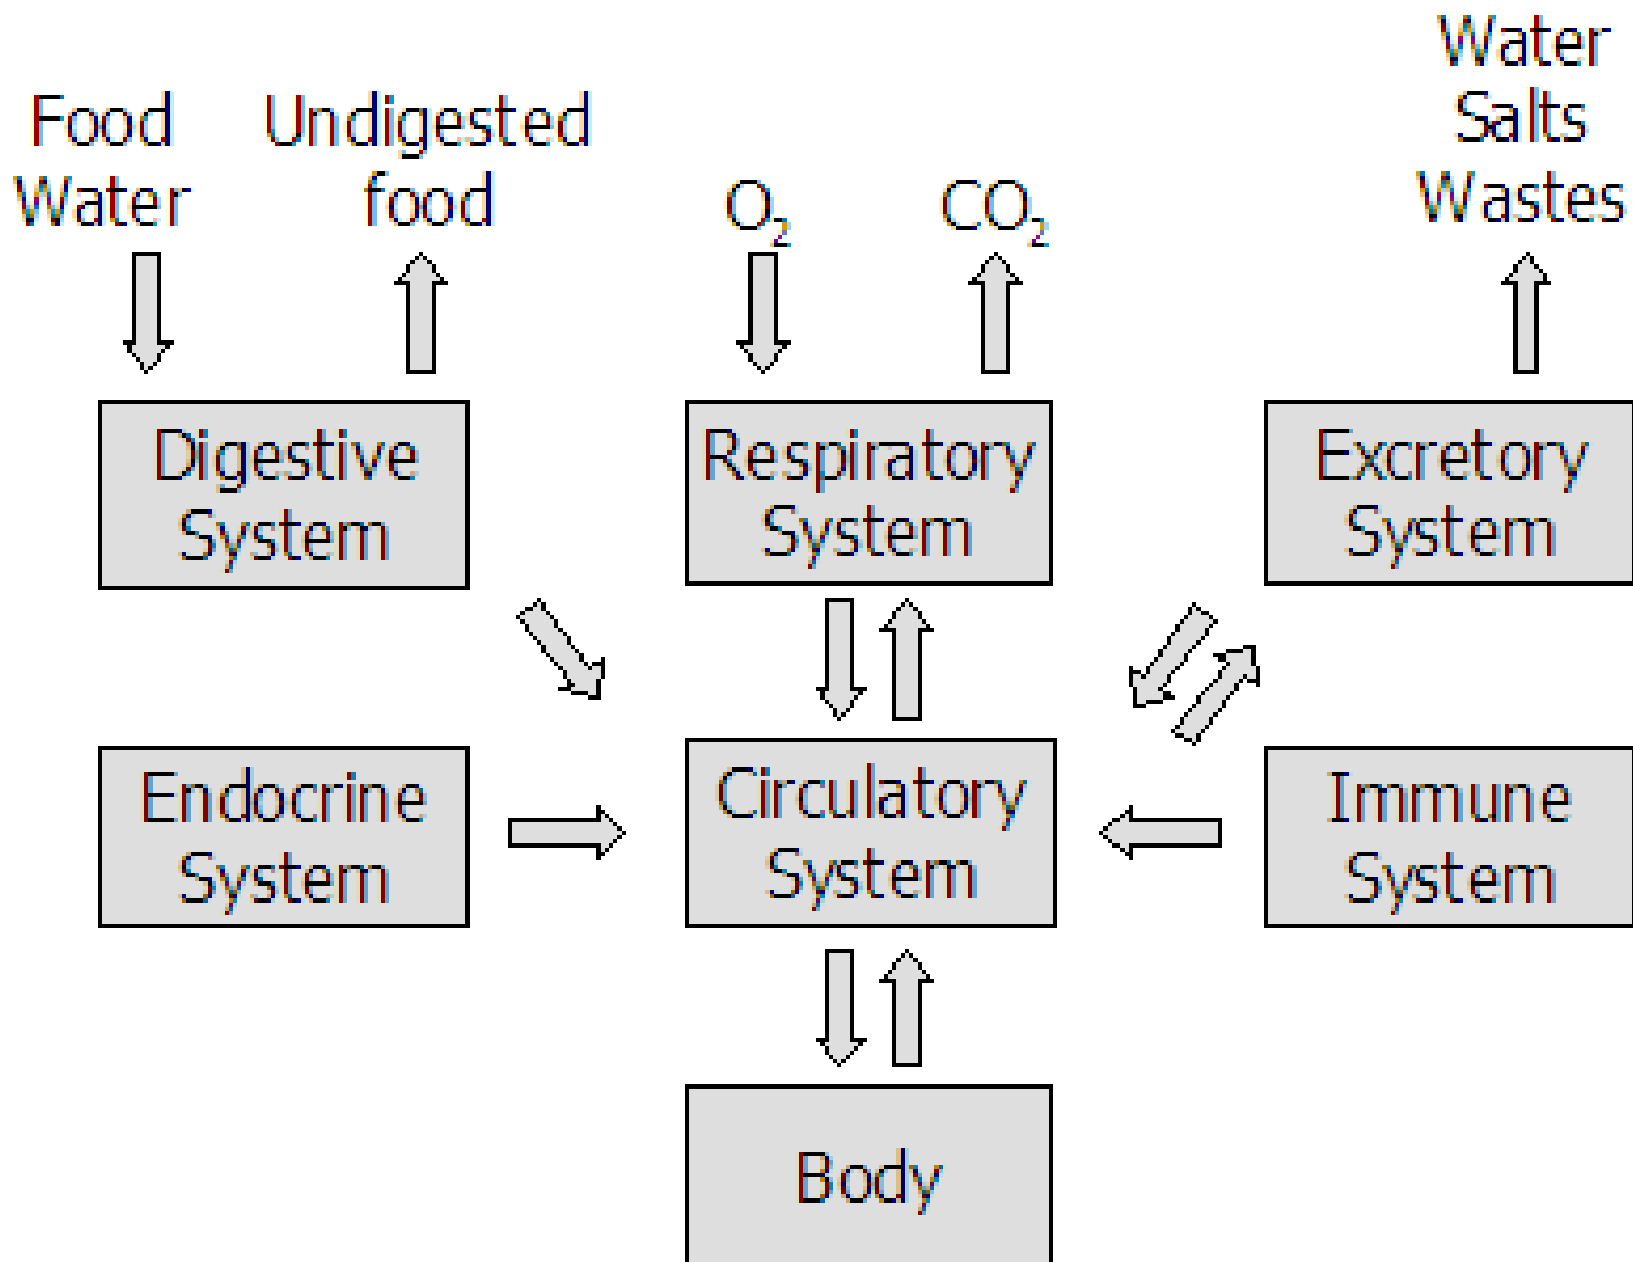 Food
Water
Undigested
food
O₂
CO₂
Water
Salts
Wastes
Digestive
System
Respiratory
System
Excretory
System
Endocrine
System
Circulatory
System
Immune
System
Body